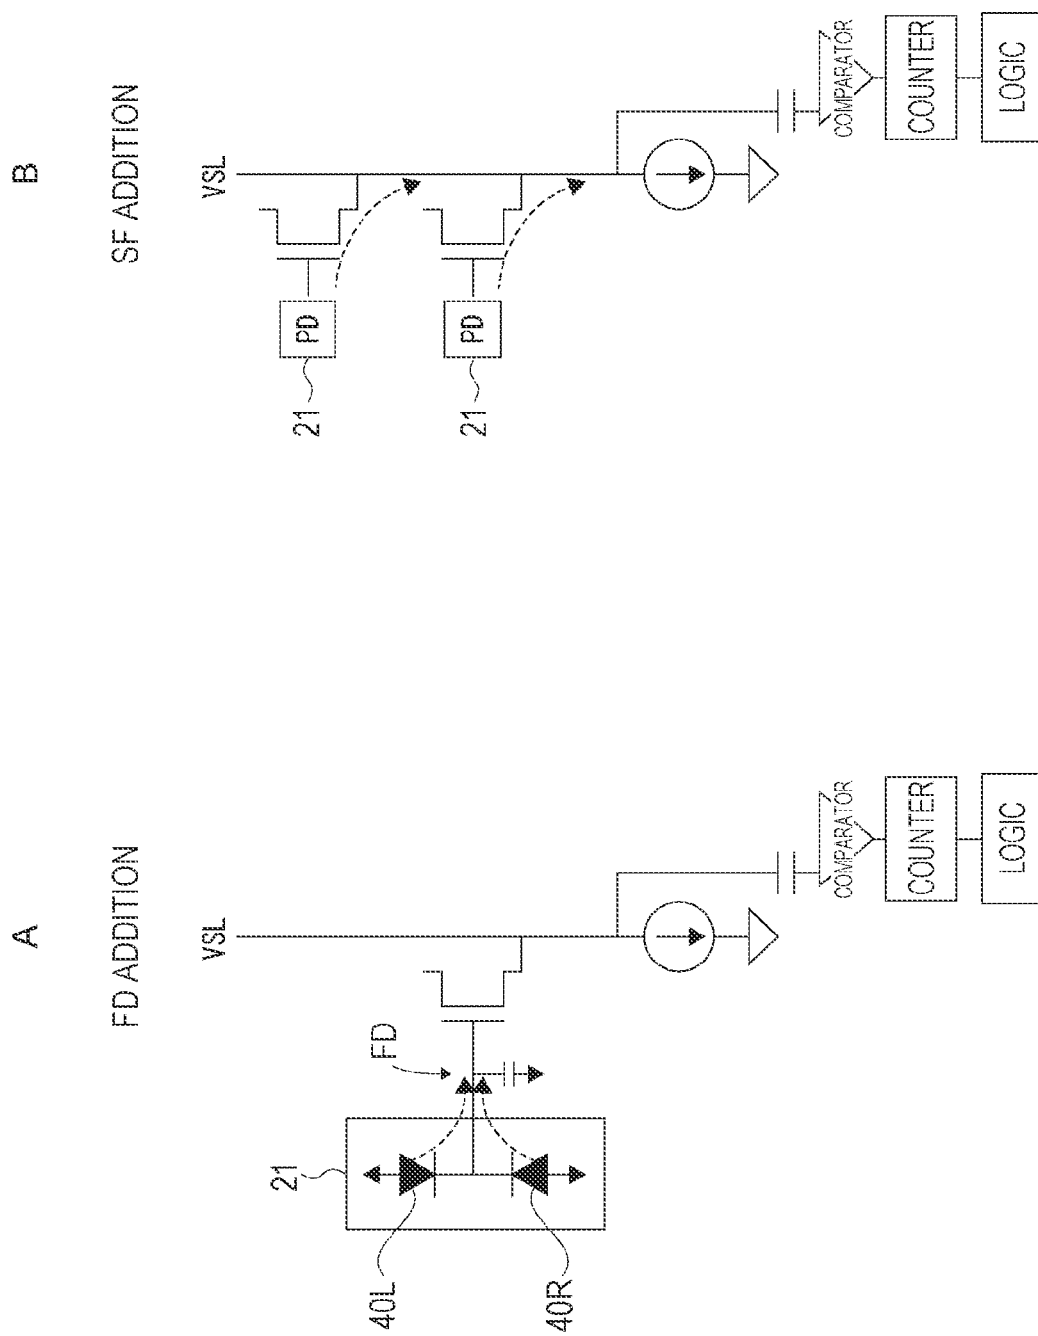 A
FD ADDITION
VSL
FD
21
40L
40R
COMPARATOR
COUNTER
LOGIC
B
SF ADDITION
VSL
PD
21
PD
21
COMPARATOR
COUNTER
LOGIC